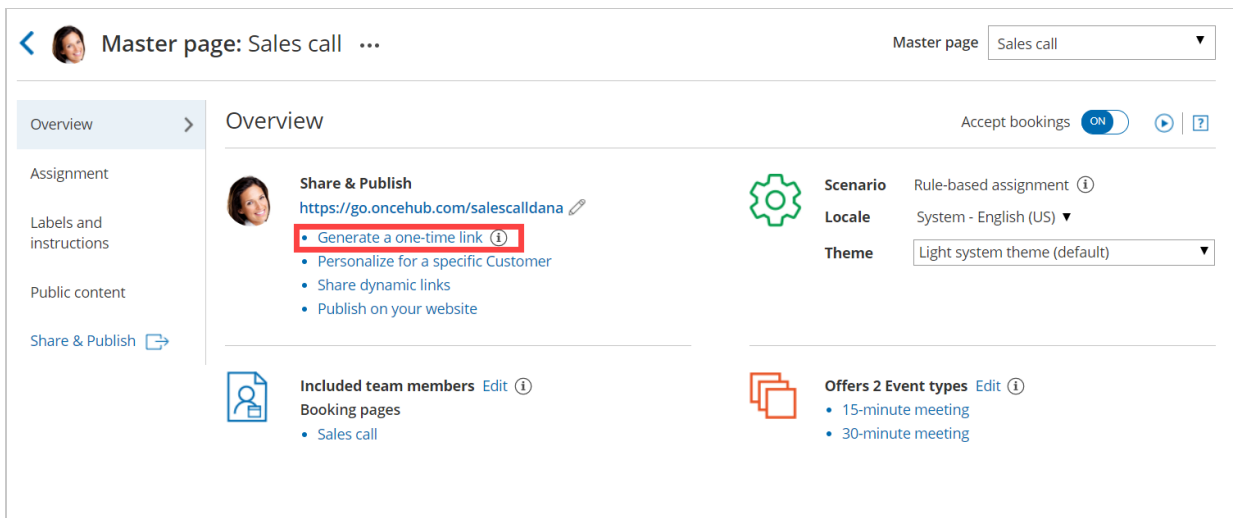 Master page: Sales call ...
Master page Sales call
Overview
Assignment
Labels and
instructions
Public content
Share & Publish
Overview
Accept bookings ON
?
Share & Publish
https://go.oncehub.com/salescalldana
• Generate a one-time link i
• Personalize for a specific Customer
• Share dynamic links
• Publish on your website
Scenario Rule-based assignment i
Locale System - English (US)
Theme Light system theme (default)
Included team members Edit i
Booking pages
• Sales call
Offers 2 Event types Edit i
• 15-minute meeting
• 30-minute meeting